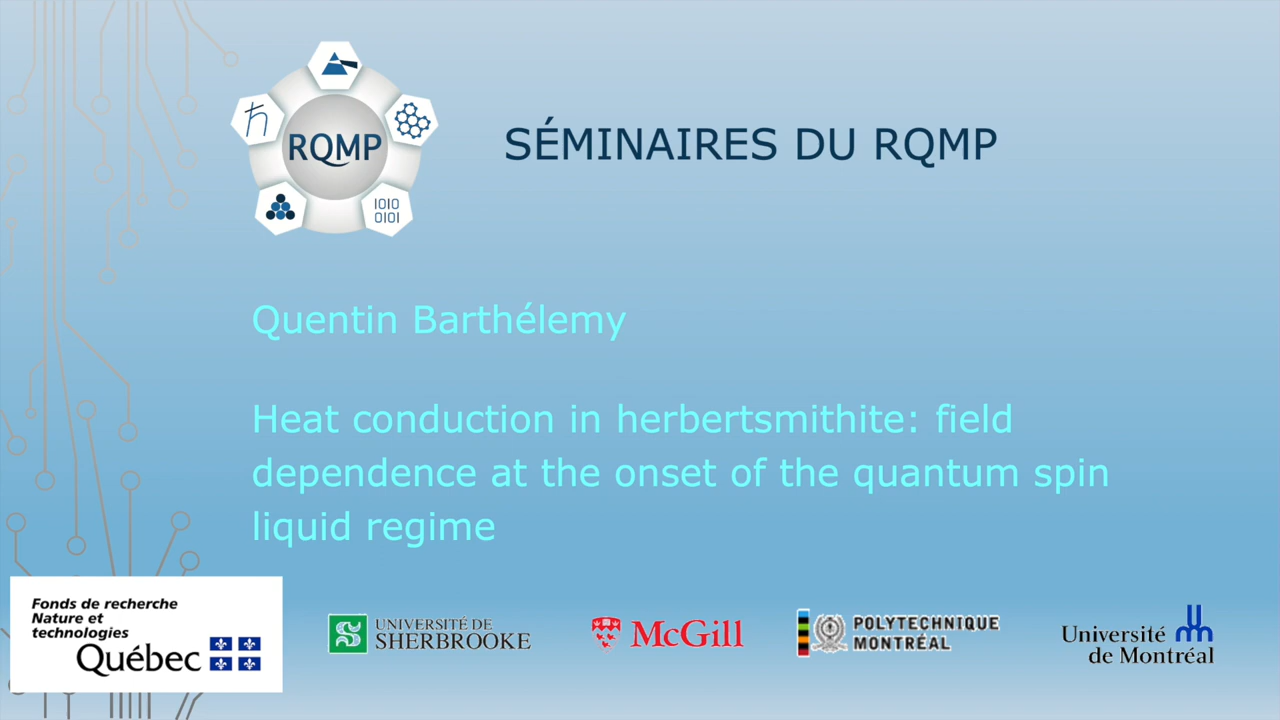 ħ
RQMP
1010
0101
SÉMINAIRES DU RQMP
Quentin Barthélemy
Heat conduction in herbertsmithite: field
dependence at the onset of the quantum spin
liquid regime
Fonds de recherche
Nature et
technologies
Québec
UNIVERSITÉ DE
SHERBROOKE
McGill
POLYTECHNIQUE
MONTRÉAL
Université
de Montréal